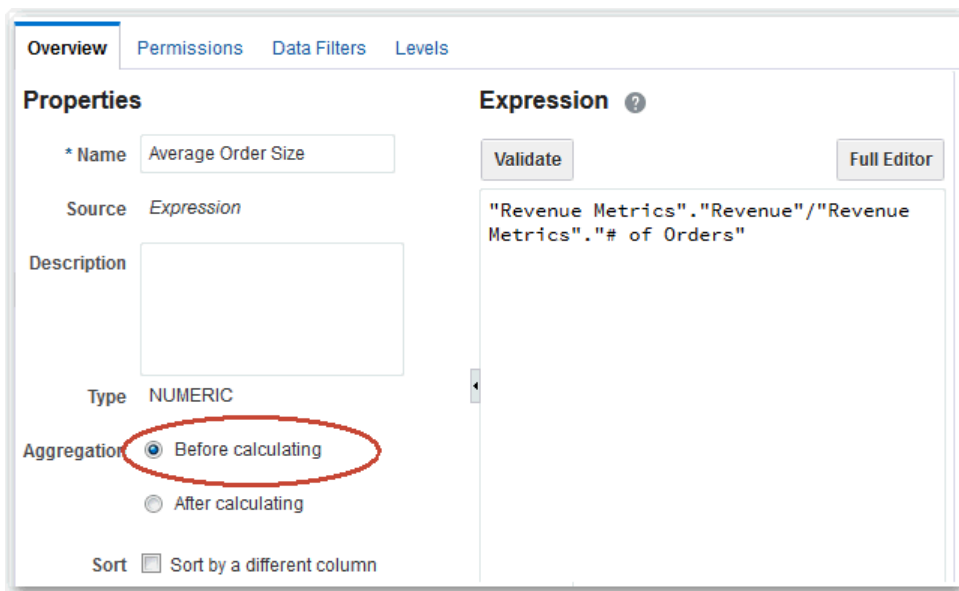 Overview Permissions Data Filters Levels
Properties
* Name Average Order Size
Source Expression
Description
Type NUMERIC
Aggregation Before calculating
After calculating
Sort Sort by a different column
Expression ?
Validate Full Editor
"Revenue Metrics"."Revenue"/"Revenue
Metrics"."# of Orders"